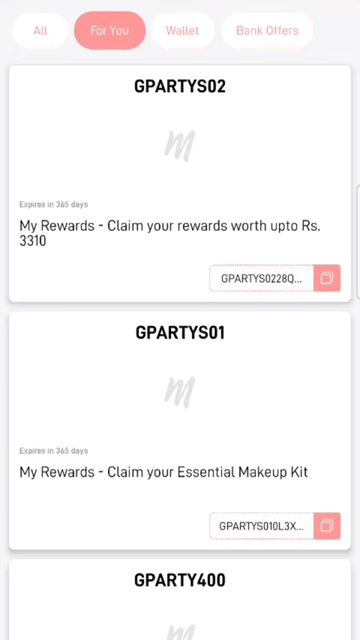 All
For You
Wallet
Bank Offers
GPARTYS02
Expires in 365 days
My Rewards - Claim your rewards worth upto Rs.
3310
GPARTYS0228Q...
GPARTYS01
Expires in 365 days
My Rewards - Claim your Essential Makeup Kit
GPARTYS010L3X...
GPARTY400